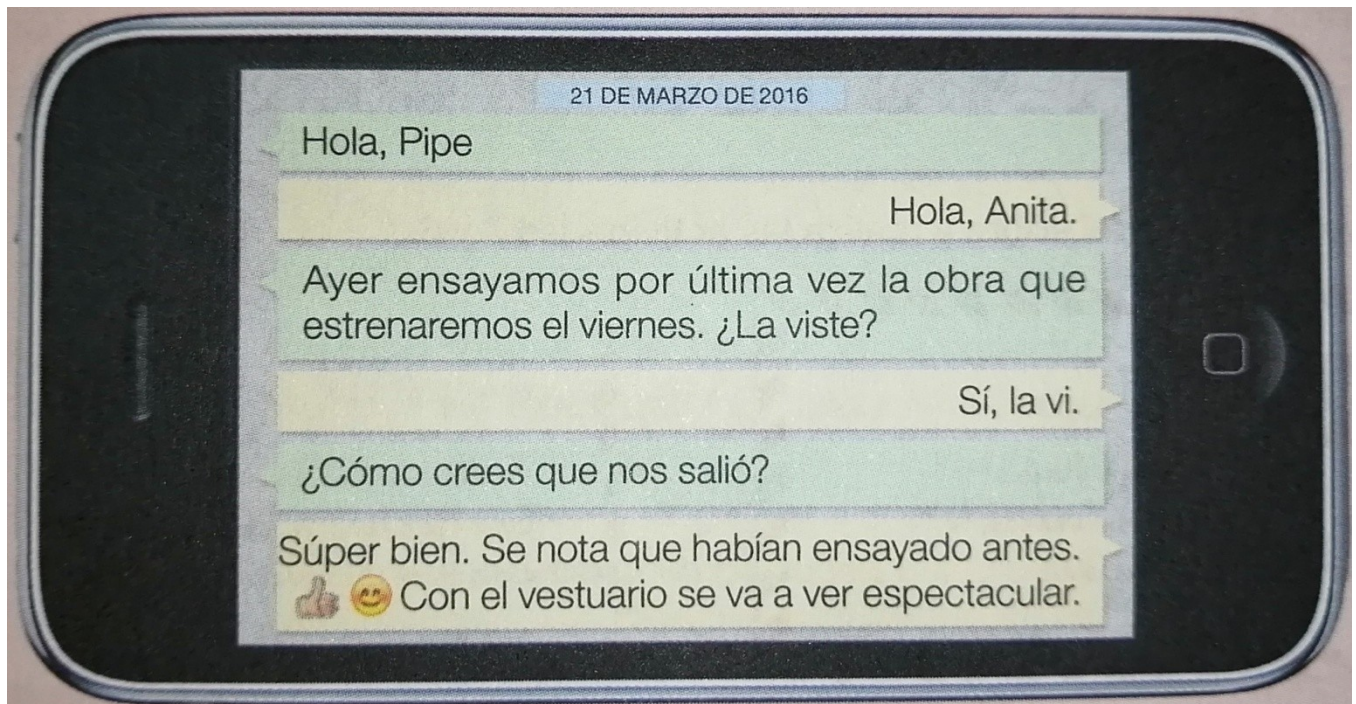 21 DE MARZO DE 2016
Hola, Pipe
Hola, Anita.
Ayer ensayamos por última vez la obra que
estrenaremos el viernes. ¿La viste?
Sí, la vi.
¿Cómo crees que nos salió?
Súper bien. Se nota que habían ensayado antes.
👍 😊 Con el vestuario se va a ver espectacular.